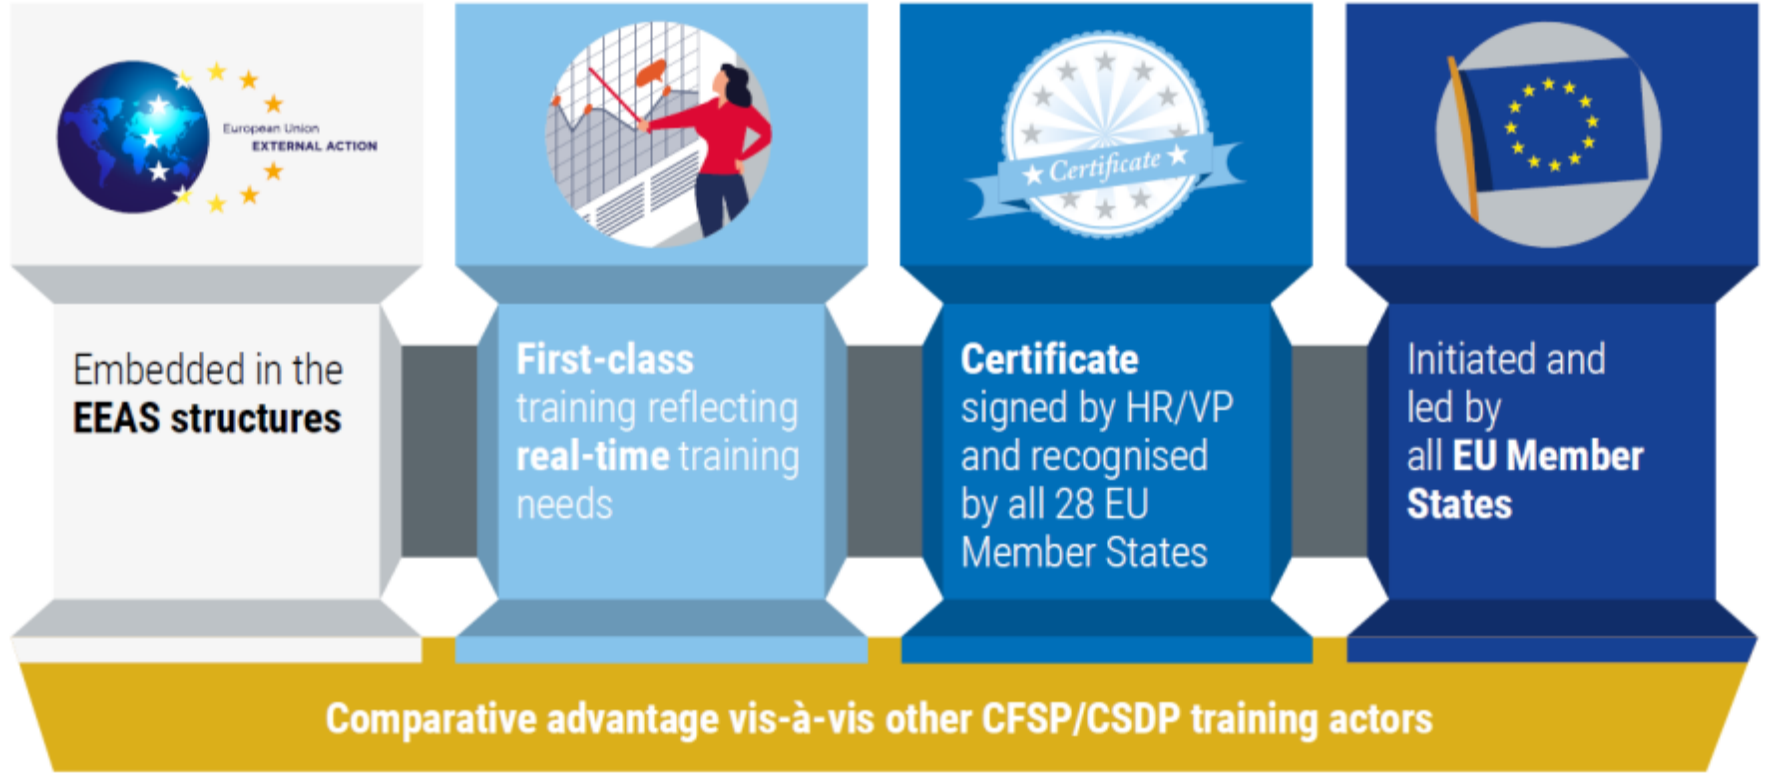 European Union
EXTERNAL ACTION
Certificate
Embedded in the
EEAS structures
First-class
training reflecting
real-time training
needs
Certificate
signed by HR/VP
and recognised
by all 28 EU
Member States
Initiated and
led by
all EU Member
States
Comparative advantage vis-à-vis other CFSP/CSDP training actors